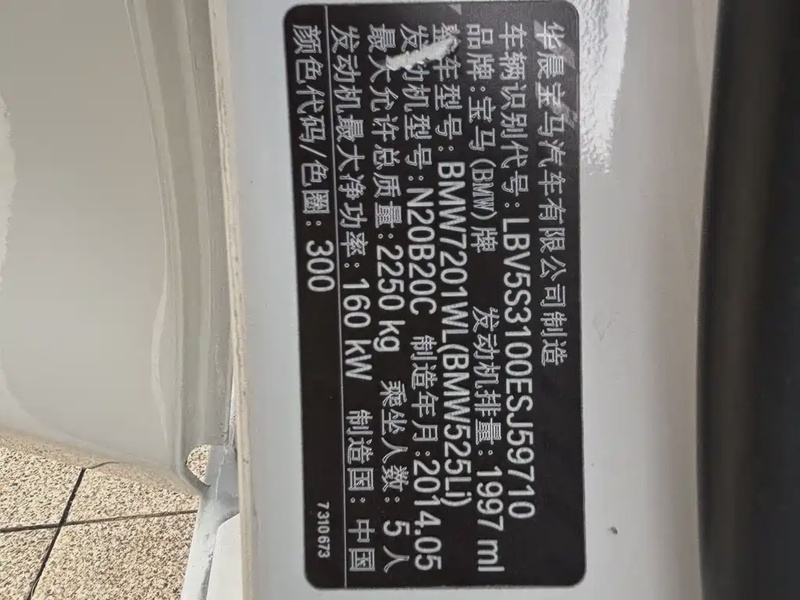 华晨宝马汽车有限公司制造
车辆识别代号: LBV5S3100ESJ59710
品牌:宝马(BMW)牌 发动机排量: 1997 ml
整车型号: BMW7201WL(BMW525Li)
发动机型号: N20B20C 制造年月: 2014.05
最大允许总质量: 2250 kg 乘坐人数: 5 人
发动机最大净功率: 160 kW 制造国: 中国
颜色代码/色圈: 300
7310673